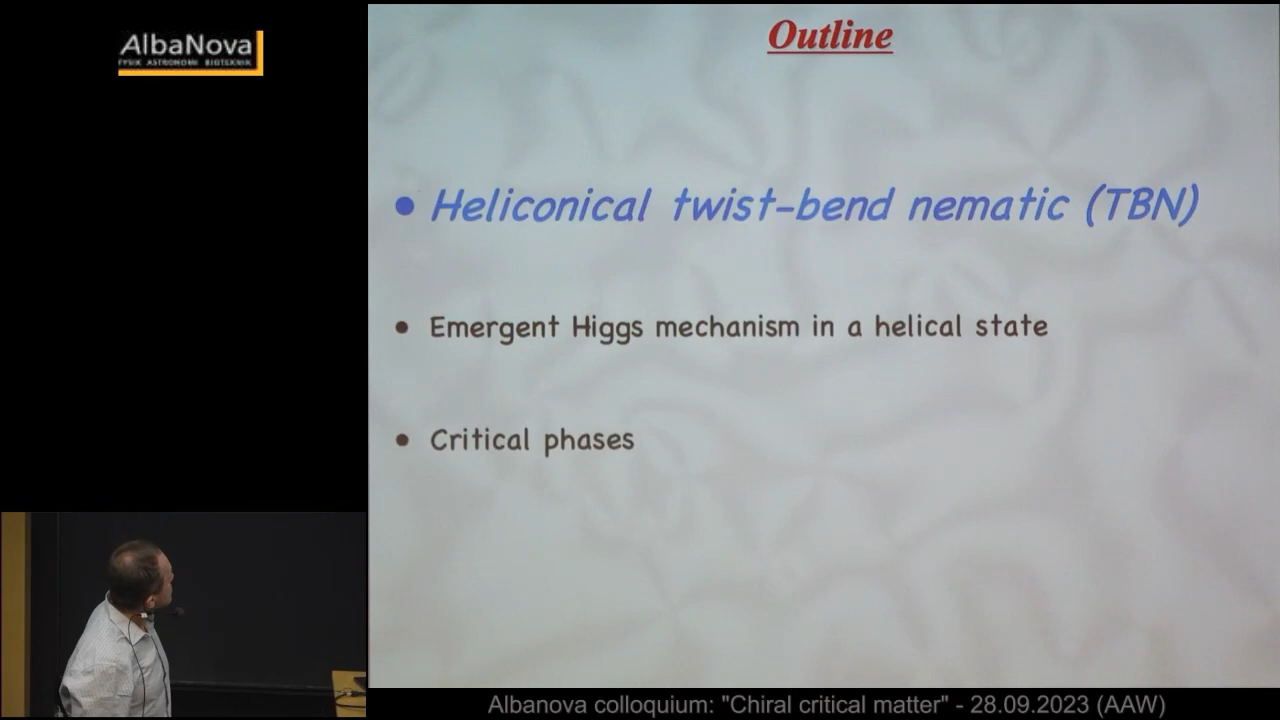 AlbaNova
FYSIK ASTRONOMI BIOTEKNIK
Outline
• Heliconical twist-bend nematic (TBN)
• Emergent Higgs mechanism in a helical state
• Critical phases
Albanova colloquium: "Chiral critical matter" - 28.09.2023 (AAW)